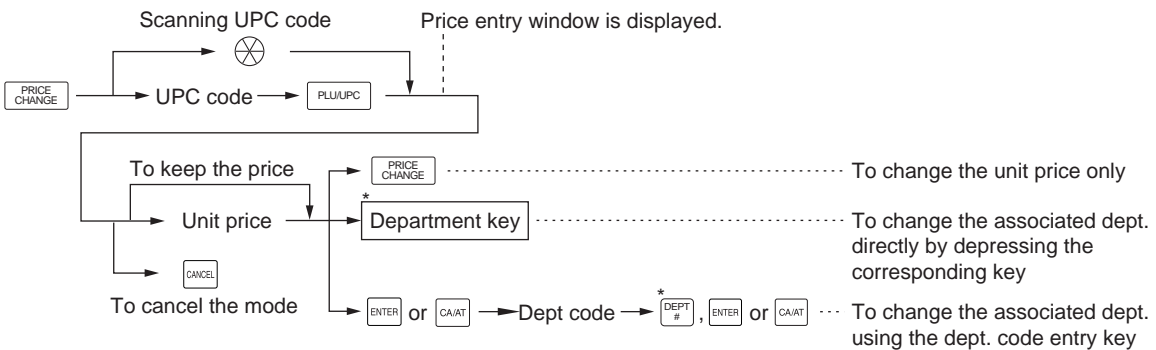 Scanning UPC code
Price entry window is displayed.
PRICE
CHANGE
UPC code
PLU/UPC
To keep the price
PRICE
CHANGE
To change the unit price only
Unit price
*
Department key
To change the associated dept.
directly by depressing the
corresponding key
CANCEL
To cancel the mode
ENTER or CA/AT Dept code * DEPT
# , ENTER or CA/AT
To change the associated dept.
using the dept. code entry key